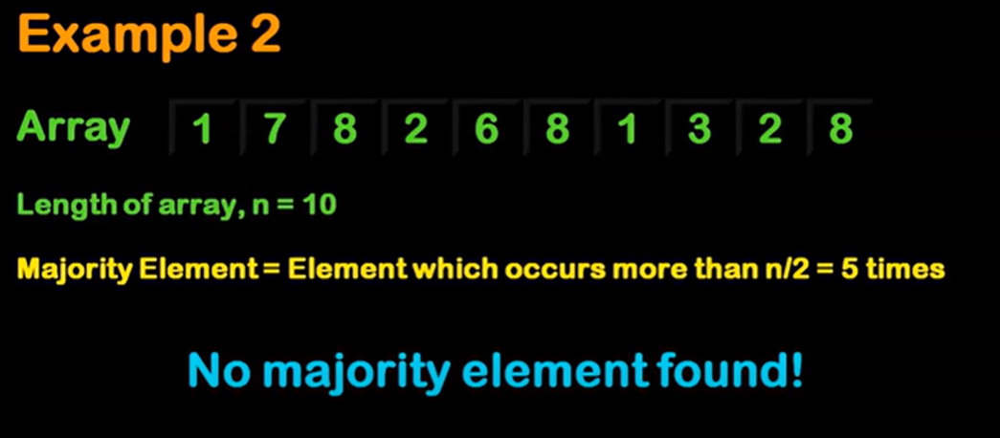 Example 2
Array 1 7 8 2 6 8 1 3 2 8
Length of array, n = 10
Majority Element = Element which occurs more than n/2 = 5 times
No majority element found!